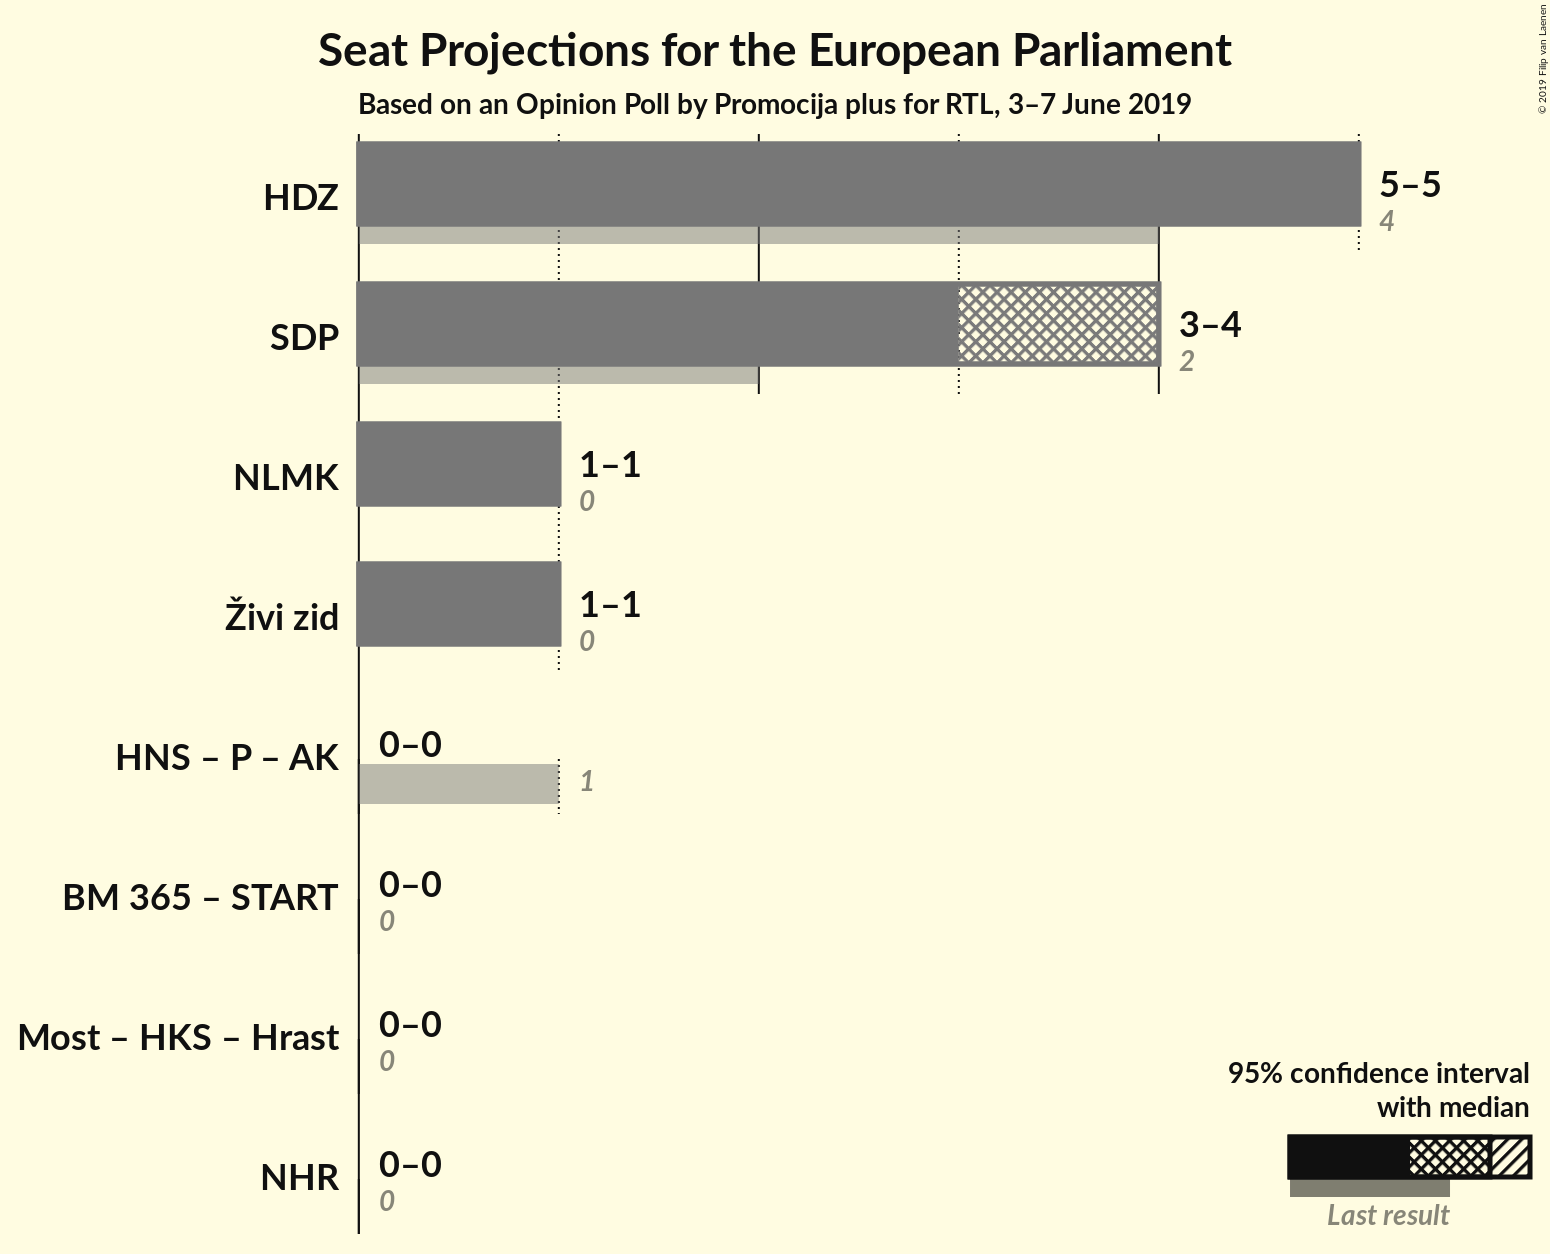 Seat Projections for the European Parliament
Based on an Opinion Poll by Promocija plus for RTL, 3–7 June 2019
© 2019 Filip van Laenen
HDZ
5–5
4
SDP
3–4
2
NLMK
1–1
0
Živi zid
1–1
0
HNS – P – AK
0–0
1
BM 365 – START
0–0
0
Most – HKS – Hrast
0–0
0
NHR
0–0
0
95% confidence interval
with median
Last result